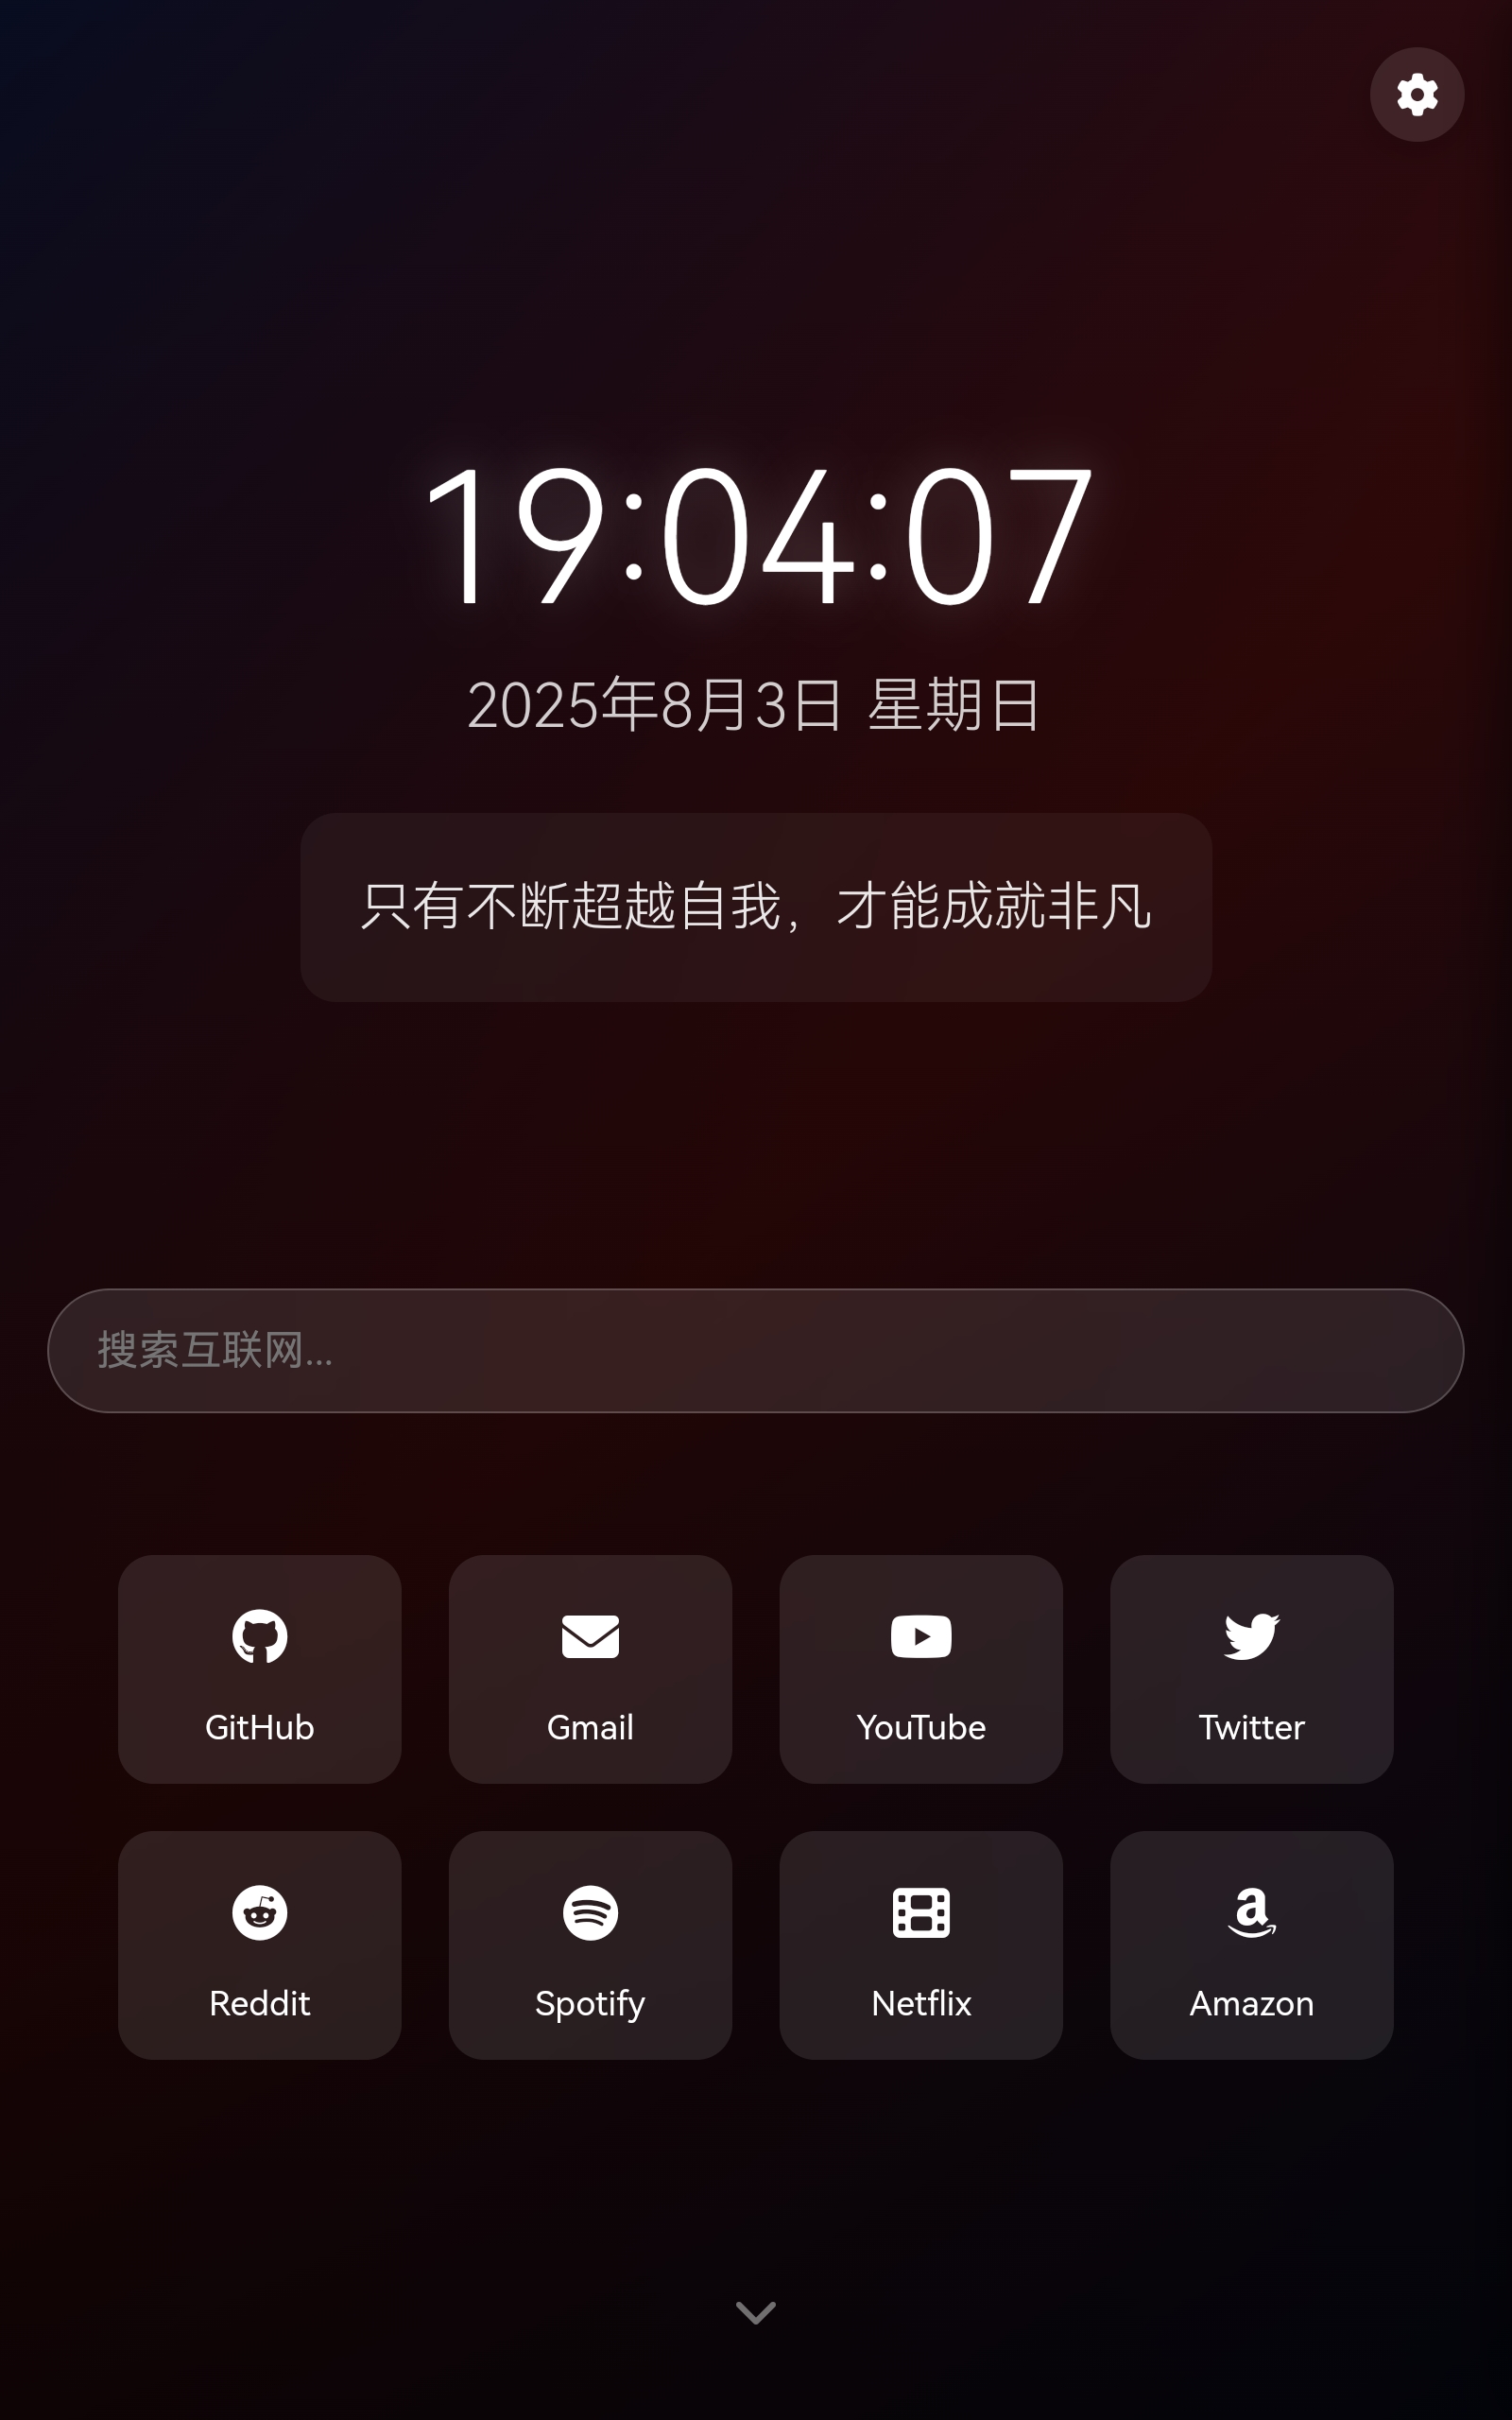 19:04:07
2025年8月3日 星期日
只有不断超越自我，才能成就非凡
搜索互联网...
GitHub
Gmail
YouTube
Twitter
Reddit
Spotify
Netflix
Amazon